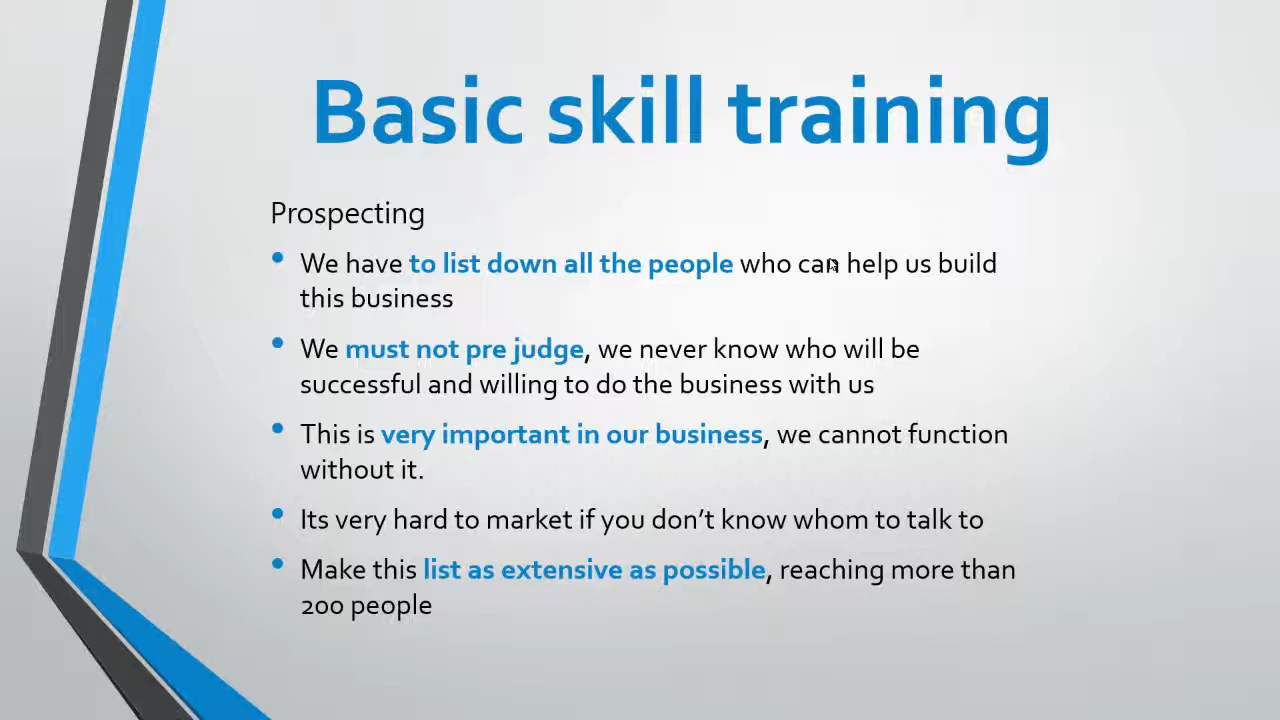 Basic skill training
Prospecting
• We have to list down all the people who can help us build
this business
• We must not pre judge, we never know who will be
successful and willing to do the business with us
• This is very important in our business, we cannot function
without it.
• Its very hard to market if you don’t know whom to talk to
• Make this list as extensive as possible, reaching more than
200 people